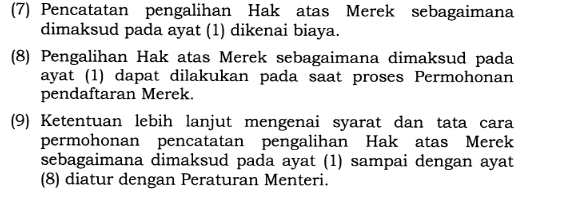 (7) Pencatatan pengalihan Hak atas Merek sebagaimana
dimaksud pada ayat (1) dikenai biaya.
(8) Pengalihan Hak atas Merek sebagaimana dimaksud pada
ayat (1) dapat dilakukan pada saat proses Permohonan
pendaftaran Merek.
(9) Ketentuan lebih lanjut mengenai syarat dan tata cara
permohonan pencatatan pengalihan Hak atas Merek
sebagaimana dimaksud pada ayat (1) sampai dengan ayat
(8) diatur dengan Peraturan Menteri.